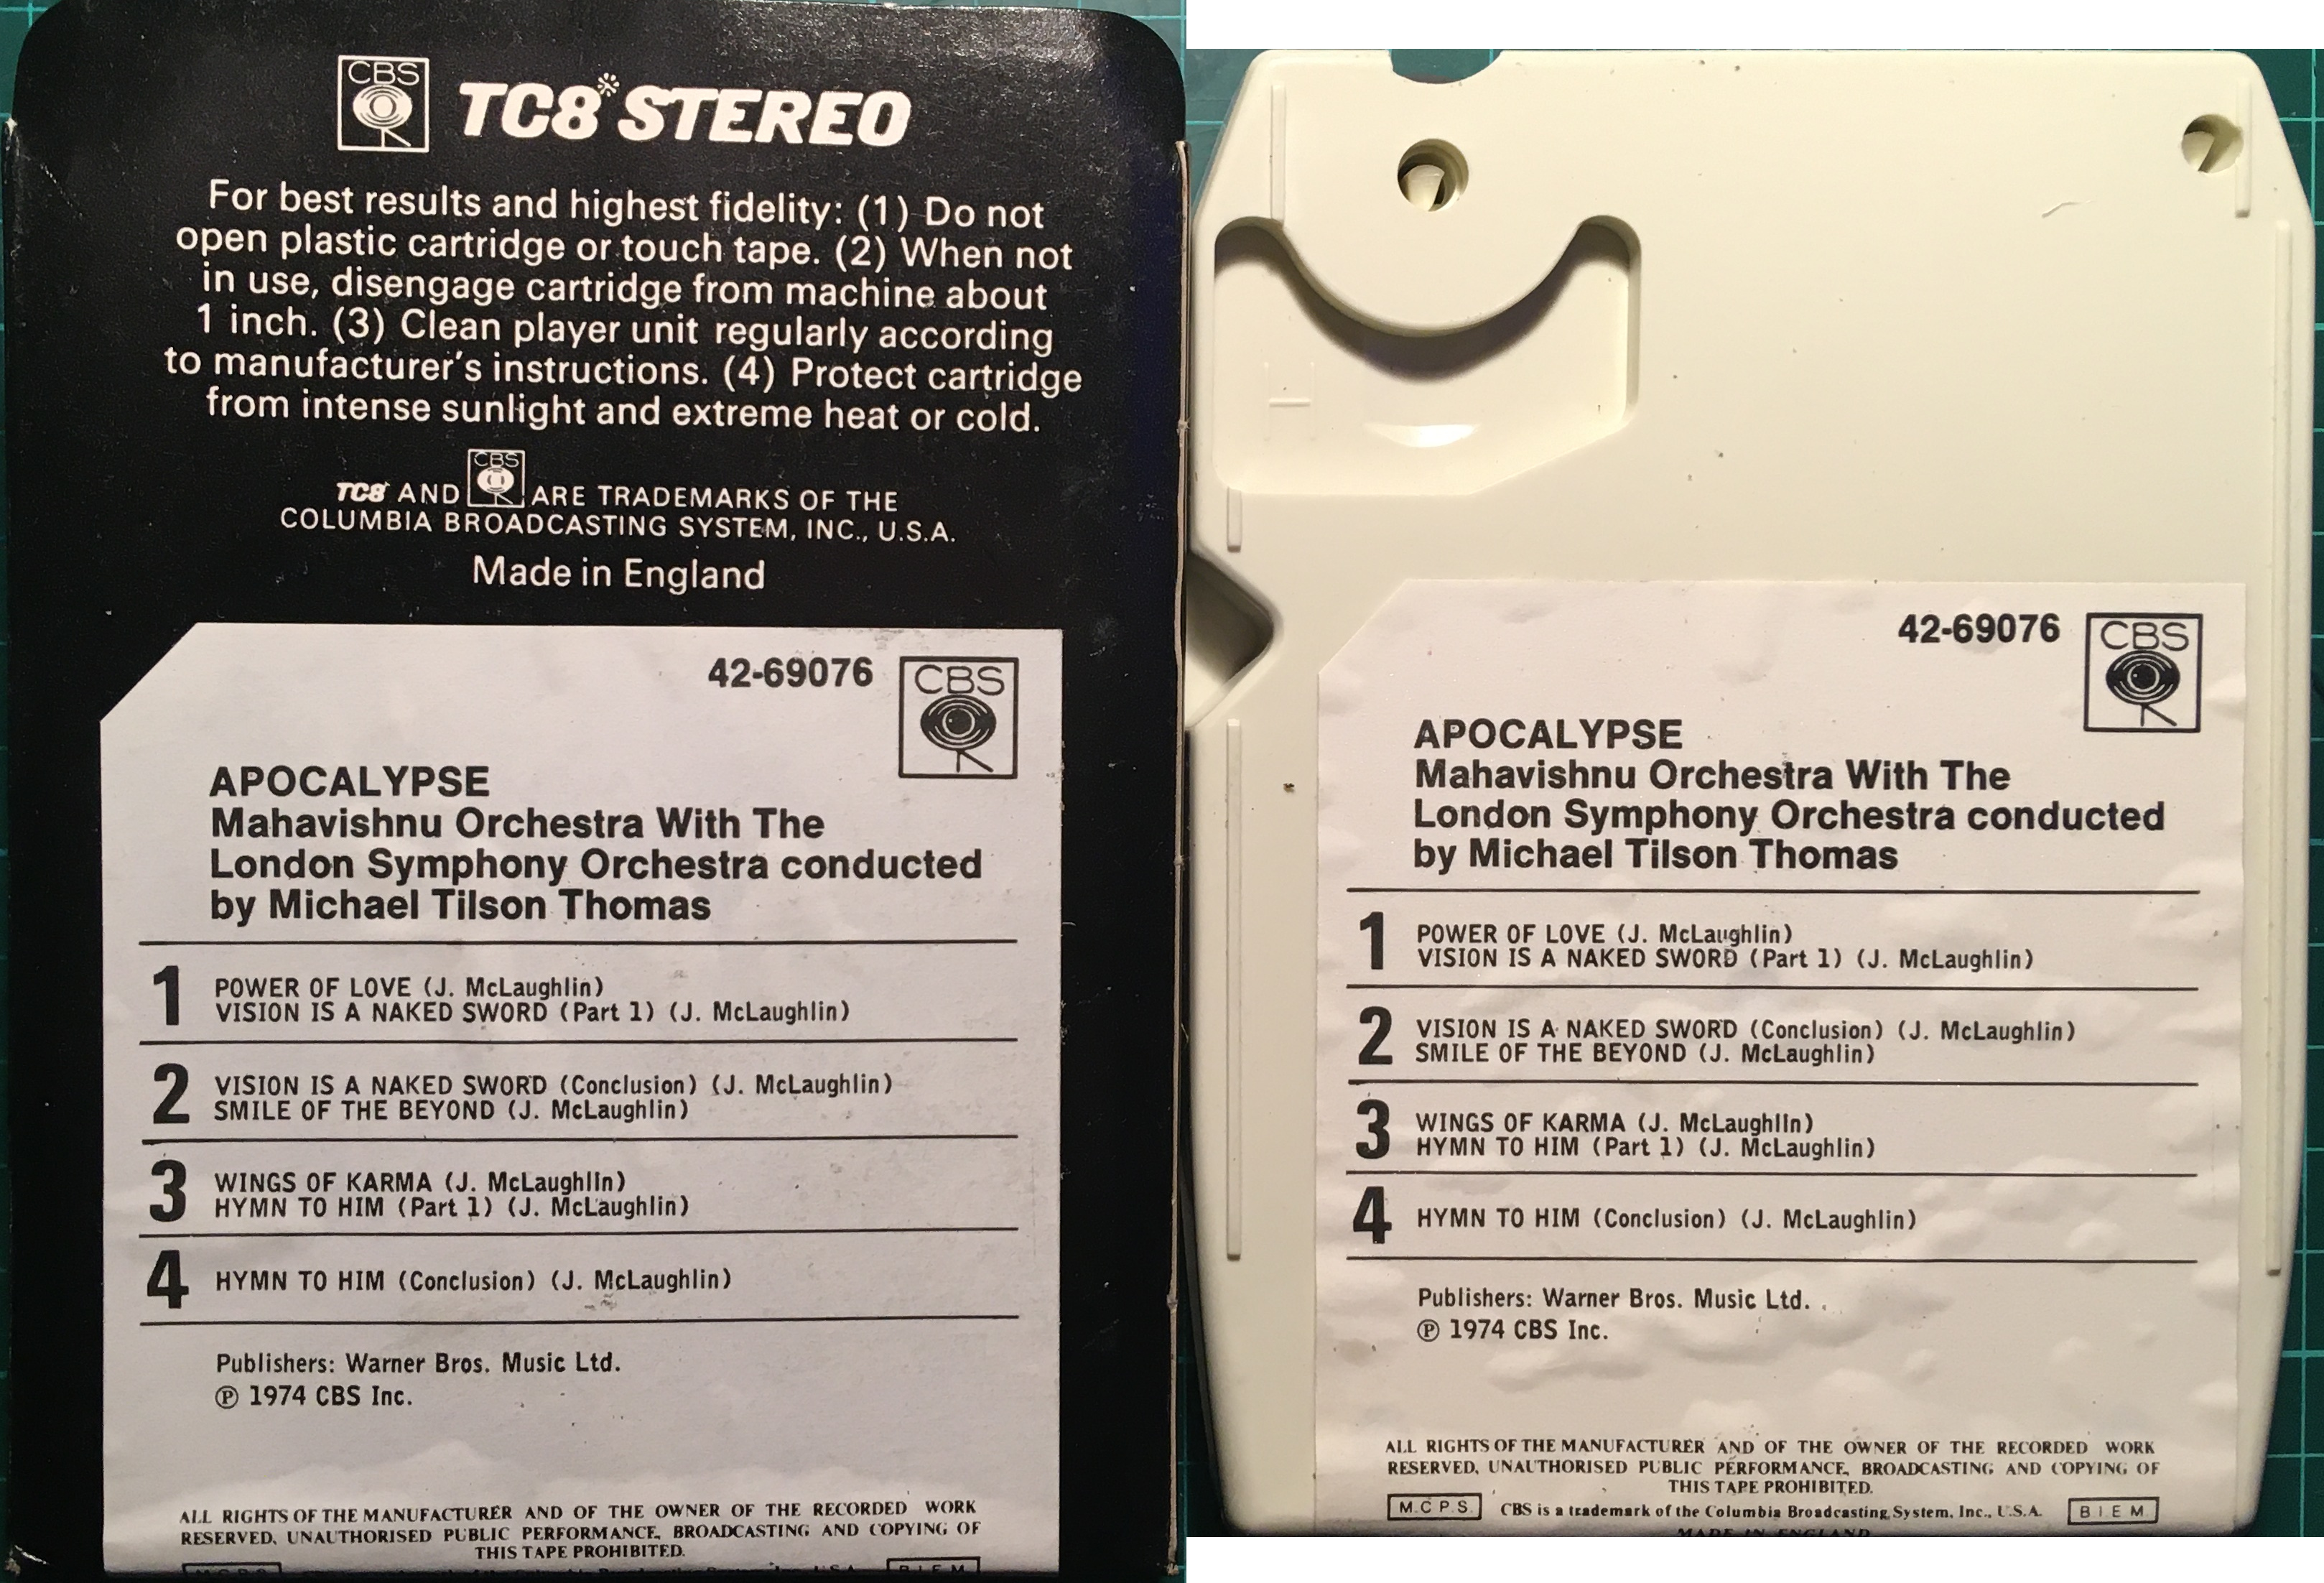 CBS
TC8 STEREO
For best results and highest fidelity: (1) Do not
open plastic cartridge or touch tape. (2) When not
in use, disengage cartridge from machine about
1 inch. (3) Clean player unit regularly according
to manufacturer's instructions. (4) Protect cartridge
from intense sunlight and extreme heat or cold.
TC8 AND CBS ARE TRADEMARKS OF THE
COLUMBIA BROADCASTING SYSTEM, INC., U.S.A.
Made in England
42-69076
CBS
APOCALYPSE
Mahavishnu Orchestra With The
London Symphony Orchestra conducted
by Michael Tilson Thomas
1 POWER OF LOVE (J. McLaughlin)
VISION IS A NAKED SWORD (Part 1) (J. McLaughlin)
2 VISION IS A NAKED SWORD (Conclusion) (J. McLaughlin)
SMILE OF THE BEYOND (J. McLaughlin)
3 WINGS OF KARMA (J. McLaughlin)
HYMN TO HIM (Part 1) (J. McLaughlin)
4 HYMN TO HIM (Conclusion) (J. McLaughlin)
Publishers: Warner Bros. Music Ltd.
℗ 1974 CBS Inc.
ALL RIGHTS OF THE MANUFACTURER AND OF THE OWNER OF THE RECORDED WORK
RESERVED, UNAUTHORISED PUBLIC PERFORMANCE, BROADCASTING AND COPYING OF
THIS TAPE PROHIBITED.
42-69076
CBS
APOCALYPSE
Mahavishnu Orchestra With The
London Symphony Orchestra conducted
by Michael Tilson Thomas
1 POWER OF LOVE (J. McLaughlin)
VISION IS A NAKED SWORD (Part 1) (J. McLaughlin)
2 VISION IS A NAKED SWORD (Conclusion) (J. McLaughlin)
SMILE OF THE BEYOND (J. McLaughlin)
3 WINGS OF KARMA (J. McLaughlin)
HYMN TO HIM (Part 1) (J. McLaughlin)
4 HYMN TO HIM (Conclusion) (J. McLaughlin)
Publishers: Warner Bros. Music Ltd.
℗ 1974 CBS Inc.
ALL RIGHTS OF THE MANUFACTURER AND OF THE OWNER OF THE RECORDED WORK
RESERVED, UNAUTHORISED PUBLIC PERFORMANCE, BROADCASTING AND COPYING OF
THIS TAPE PROHIBITED.
M.C.P.S. CBS is a trademark of the Columbia Broadcasting System, Inc., U.S.A. B I E M
MADE IN ENGLAND